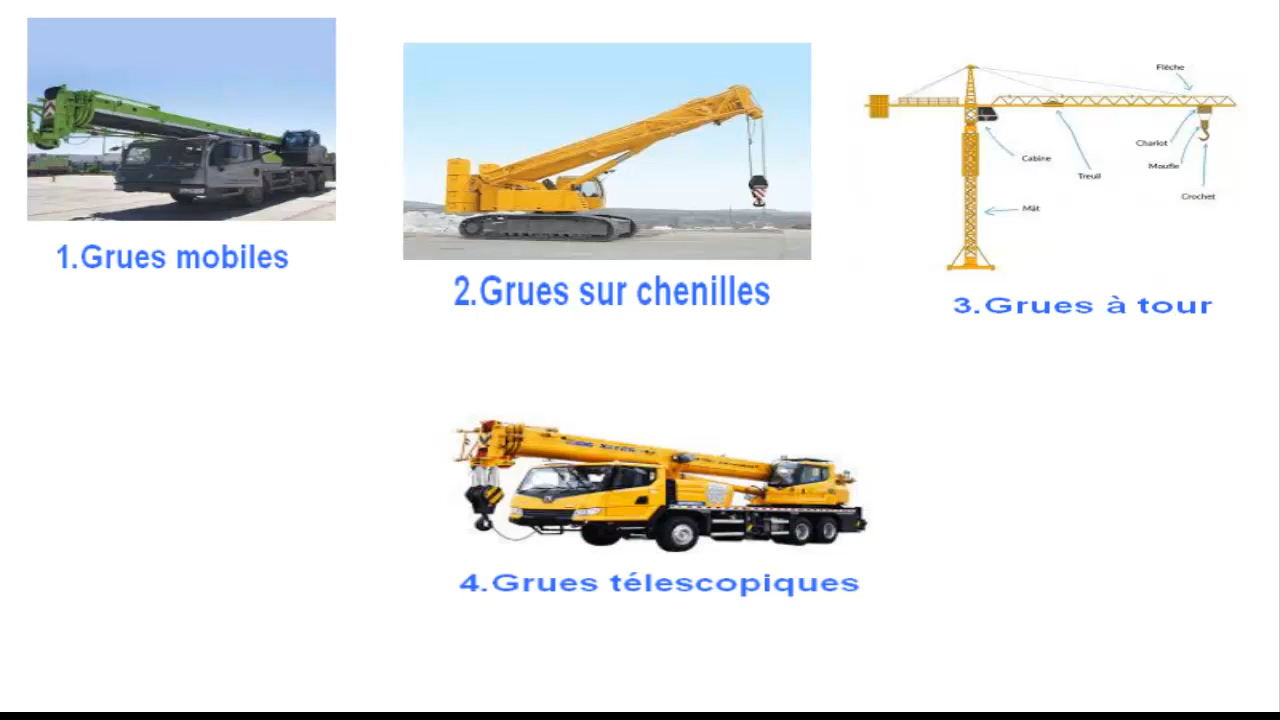 1.Grues mobiles
2.Grues sur chenilles
Flèche
Chariot
Cabine
Moufle
Treuil
Crochet
Mât
3.Grues à tour
4.Grues télescopiques